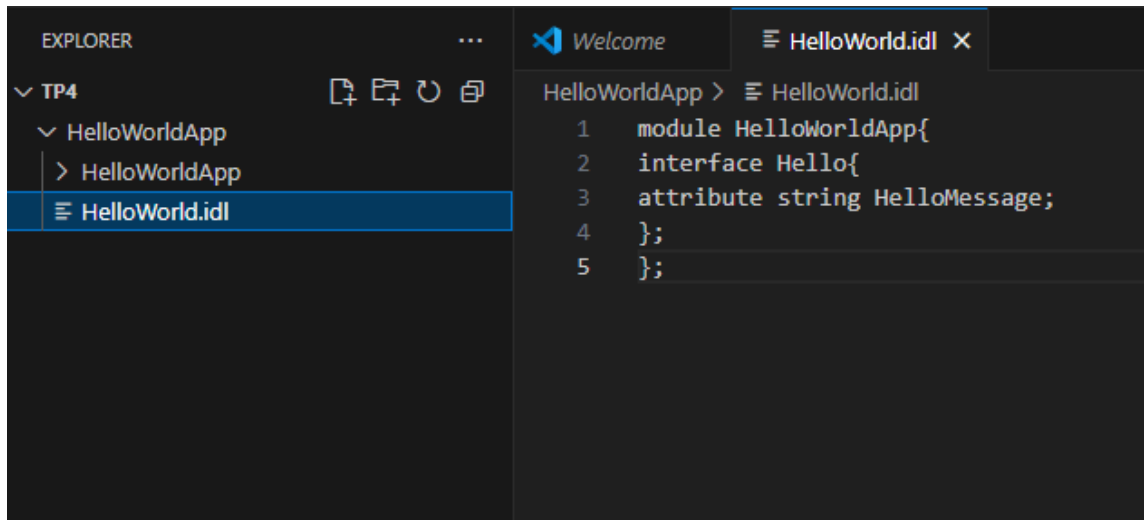 EXPLORER ...
TP4
HelloWorldApp
HelloWorldApp
HelloWorld.idl
Welcome HelloWorld.idl
HelloWorldApp > HelloWorld.idl
1 module HelloWorldApp{
2 interface Hello{
3 attribute string HelloMessage;
4 };
5 };